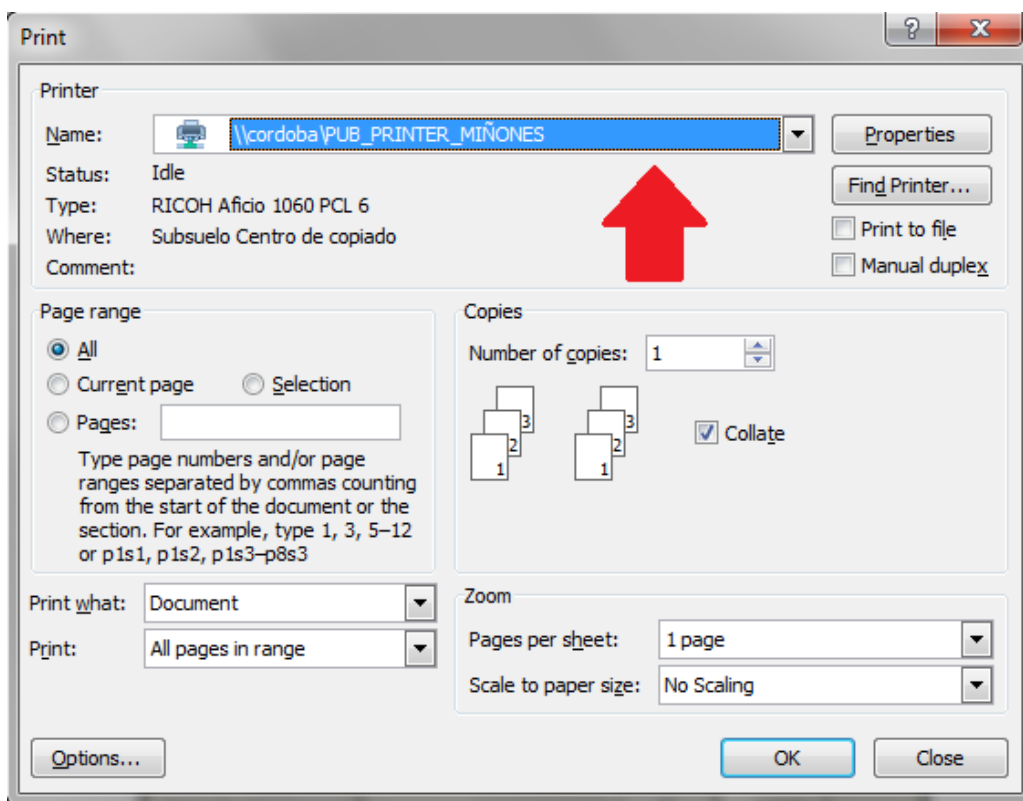 Print
Printer
Name: \\cordoba\PUB_PRINTER_MIÑONES
Properties
Status: Idle
Find Printer...
Type: RICOH Aficio 1060 PCL 6
Print to file
Where: Subsuelo Centro de copiado
Comment:
Manual duplex
Page range
All
Current page Selection
Pages:
Type page numbers and/or page
ranges separated by commas counting
from the start of the document or the
section. For example, type 1, 3, 5–12
or p1s1, p1s2, p1s3–p8s3
Copies
Number of copies: 1
3 3
2 2
1 1
Collate
Print what: Document
Print: All pages in range
Zoom
Pages per sheet: 1 page
Scale to paper size: No Scaling
Options...
OK
Close